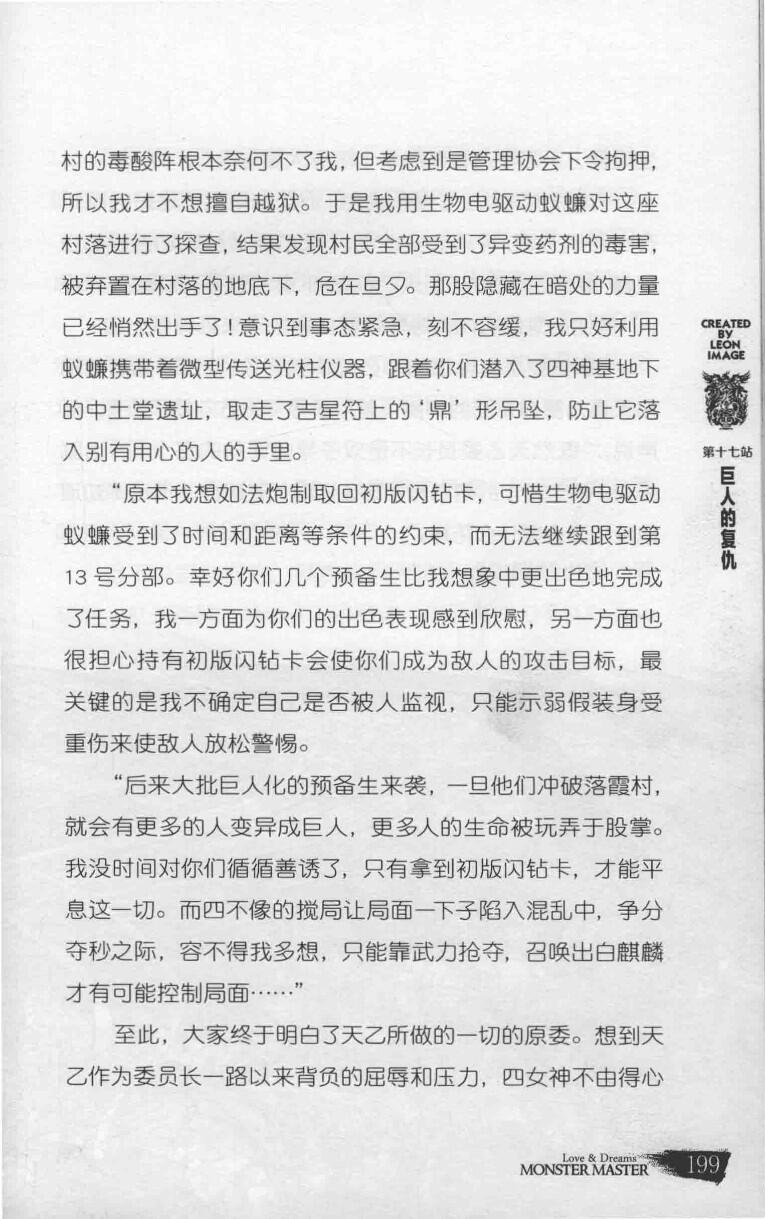 村的毒酸阵根本奈何不了我，但考虑到是管理协会下令拘押，
所以我才不想擅自越狱。于是我用生物电驱动蚁蠊对这座
村落进行了探查，结果发现村民全部受到了异变药剂的毒害，
被弃置在村落的地底下，危在旦夕。那股隐藏在暗处的力量
已经悄然出手了！意识到事态紧急，刻不容缓，我只好利用
蚁蠊携带着微型传送光柱仪器，跟着你们潜入了四神基地下
的中土堂遗址，取走了吉星符上的‘鼎’形吊坠，防止它落
入别有用心的人的手里。
“原本我想如法炮制取回初版闪钻卡，可惜生物电驱动
蚁蠊受到了时间和距离等条件的约束，而无法继续跟到第
13号分部。幸好你们几个预备生比我想象中更出色地完成
了任务，我一方面为你们的出色表现感到欣慰，另一方面也
很担心持有初版闪钻卡会使你们成为敌人的攻击目标，最
关键的是我不确定自己是否被人监视，只能示弱假装身受
重伤来使敌人放松警惕。
“后来大批巨人化的预备生来袭，一旦他们冲破落霞村，
就会有更多的人变异成巨人，更多人的生命被玩弄于股掌。
我没时间对你们循循善诱了，只有拿到初版闪钻卡，才能平
息这一切。而四不像的搅局让局面一下子陷入混乱中，争分
夺秒之际，容不得我多想，只能靠武力抢夺，召唤出白麒麟
才有可能控制局面……”
至此，大家终于明白了天乙所做的一切的原委。想到天
乙作为委员长一路以来背负的屈辱和压力，四女神不由得心
CREATED
BY
LEON
IMAGE
第十七站
巨人的复仇
Love & Dreams
MONSTER MASTER
199